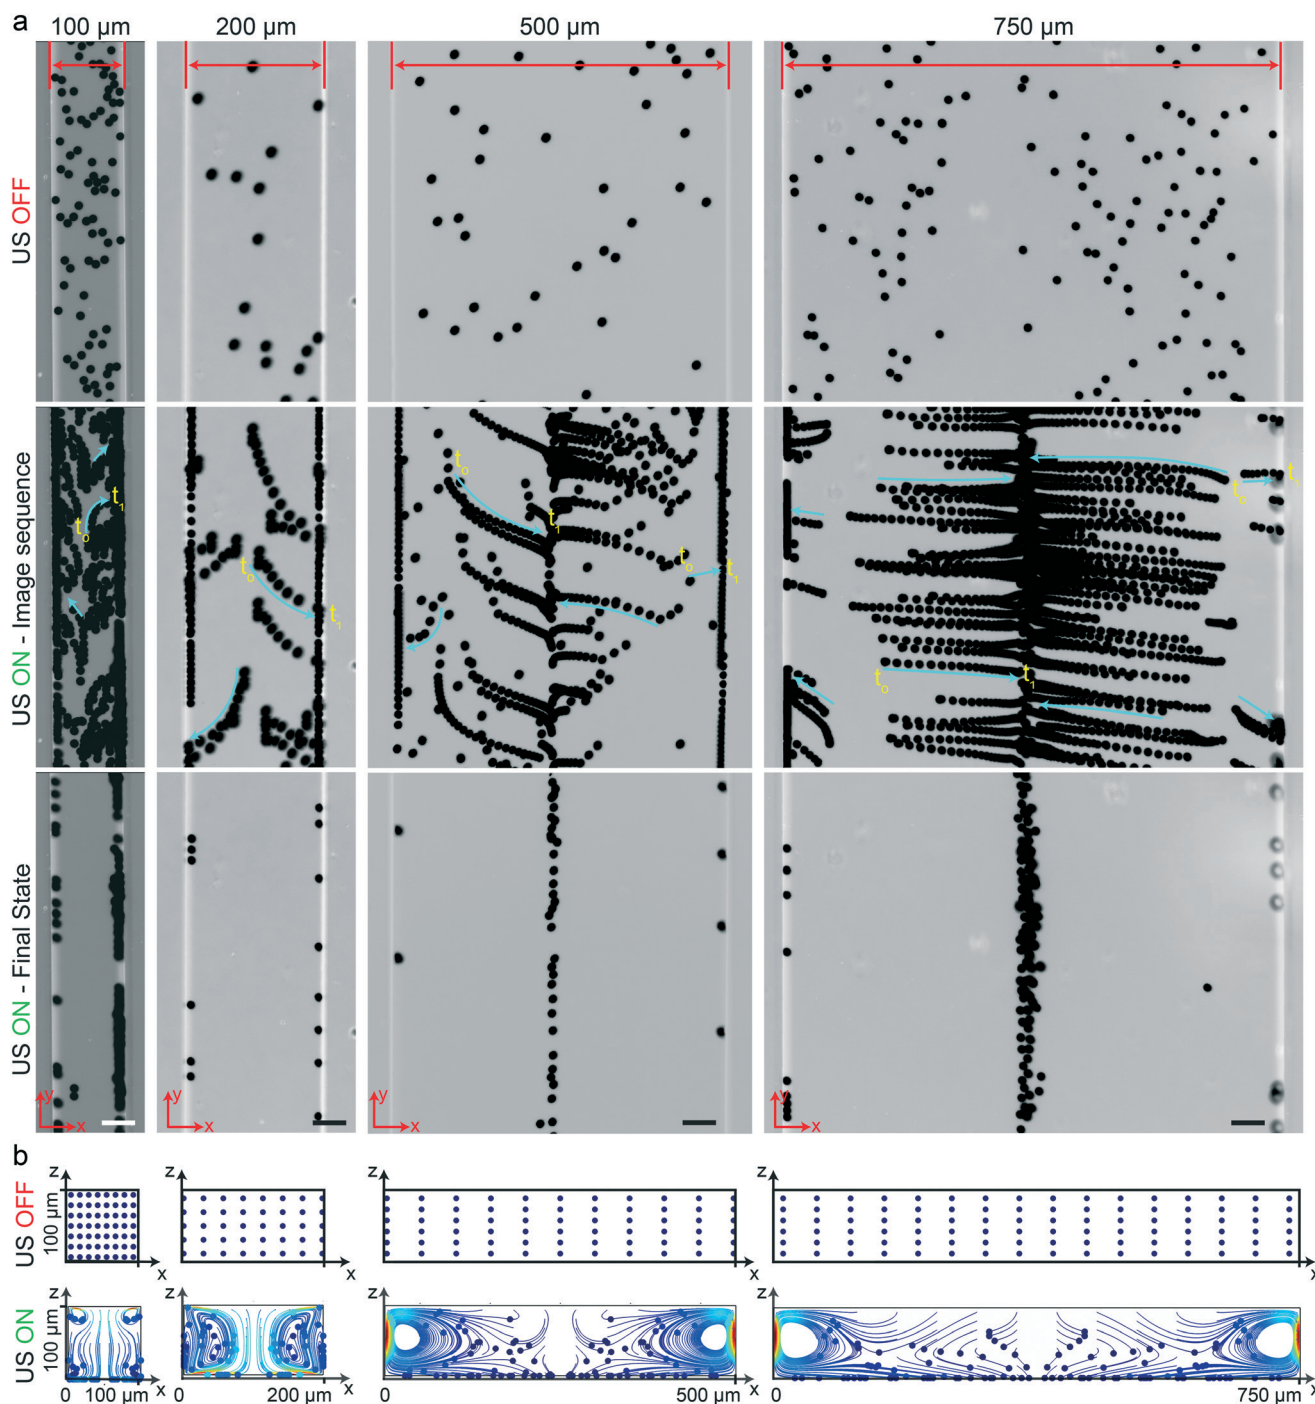 a
100 µm
200 µm
500 µm
750 µm
US OFF
US ON - Image sequence
t₀
t₁
t₀
t₁
t₀
t₁
t₀
t₁
t₀
t₁
t₀
t₁
US ON - Final State
y
x
y
x
y
x
y
x
b
US OFF
z
100 µm
x
z
x
z
x
z
x
US ON
z
100 µm
0
100 µm
x
z
0
200 µm
x
z
0
500 µm
x
z
0
750 µm
x